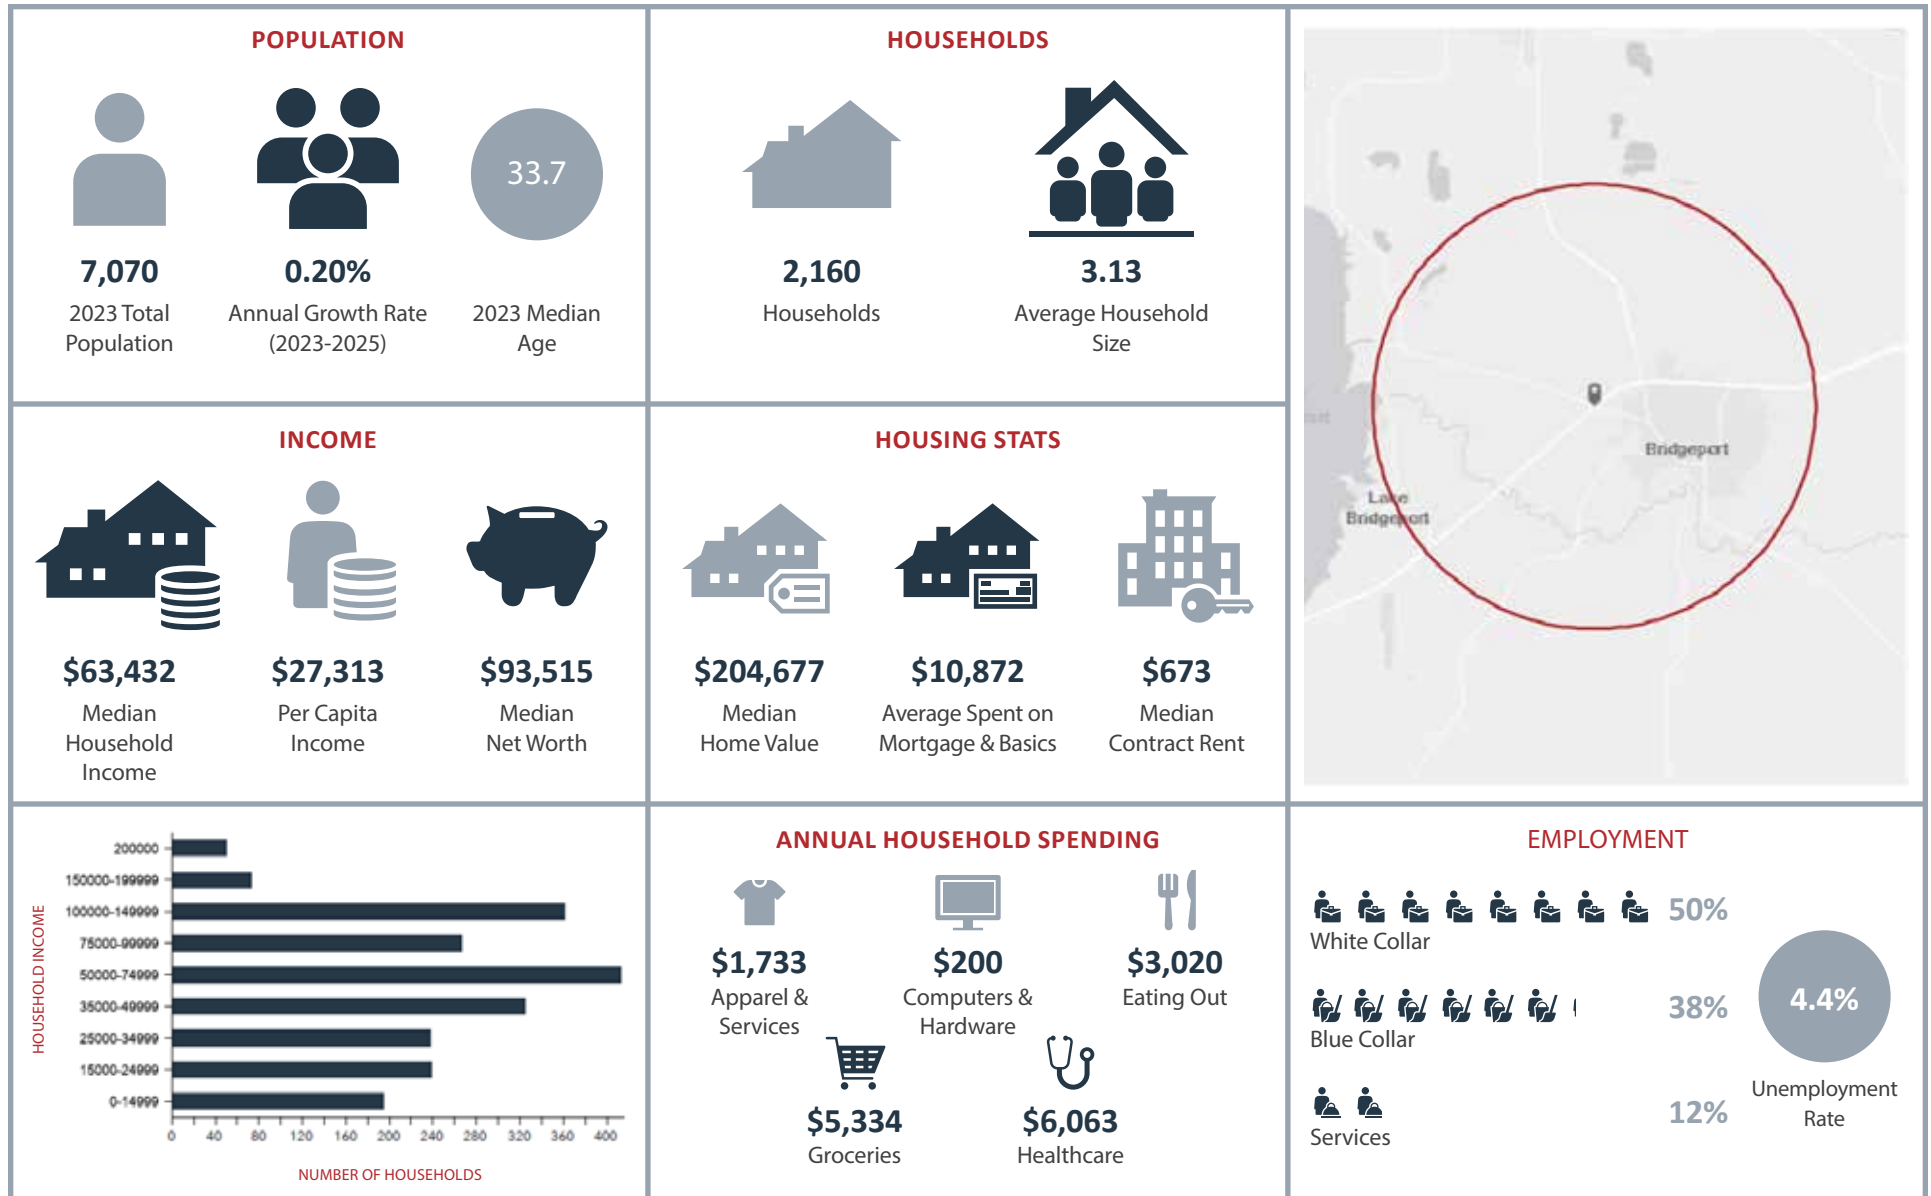 POPULATION
33.7
7,070
2023 Total
Population
0.20%
Annual Growth Rate
(2023-2025)
2023 Median
Age
HOUSEHOLDS
2,160
Households
3.13
Average Household
Size
Bridgeport
Lake
Bridgeport
INCOME
$63,432
Median
Household
Income
$27,313
Per Capita
Income
$93,515
Median
Net Worth
HOUSING STATS
$204,677
Median
Home Value
$10,872
Average Spent on
Mortgage & Basics
$673
Median
Contract Rent
HOUSEHOLD INCOME
200000
150000-199999
100000-149999
75000-99999
50000-74999
35000-49999
25000-34999
15000-24999
0-14999
0 40 80 120 160 200 240 280 320 360 400
NUMBER OF HOUSEHOLDS
ANNUAL HOUSEHOLD SPENDING
$1,733
Apparel &
Services
$200
Computers &
Hardware
$3,020
Eating Out
$5,334
Groceries
$6,063
Healthcare
EMPLOYMENT
50%
White Collar
38%
Blue Collar
12%
Services
4.4%
Unemployment
Rate